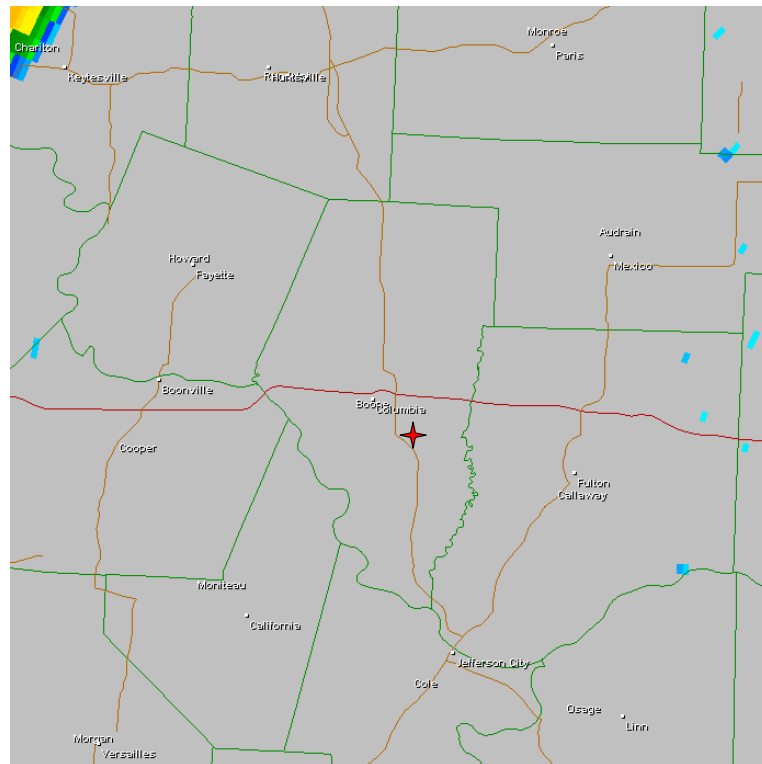 Monroe
Chariton
Paris
Keytesville
Huntsville
Audrain
Howard
Mexico
Fayette
Boonville
Boone
Columbia
Cooper
Fulton
Callaway
Moniteau
California
Jefferson City
Cole
Osage
Linn
Morgan
Versailles